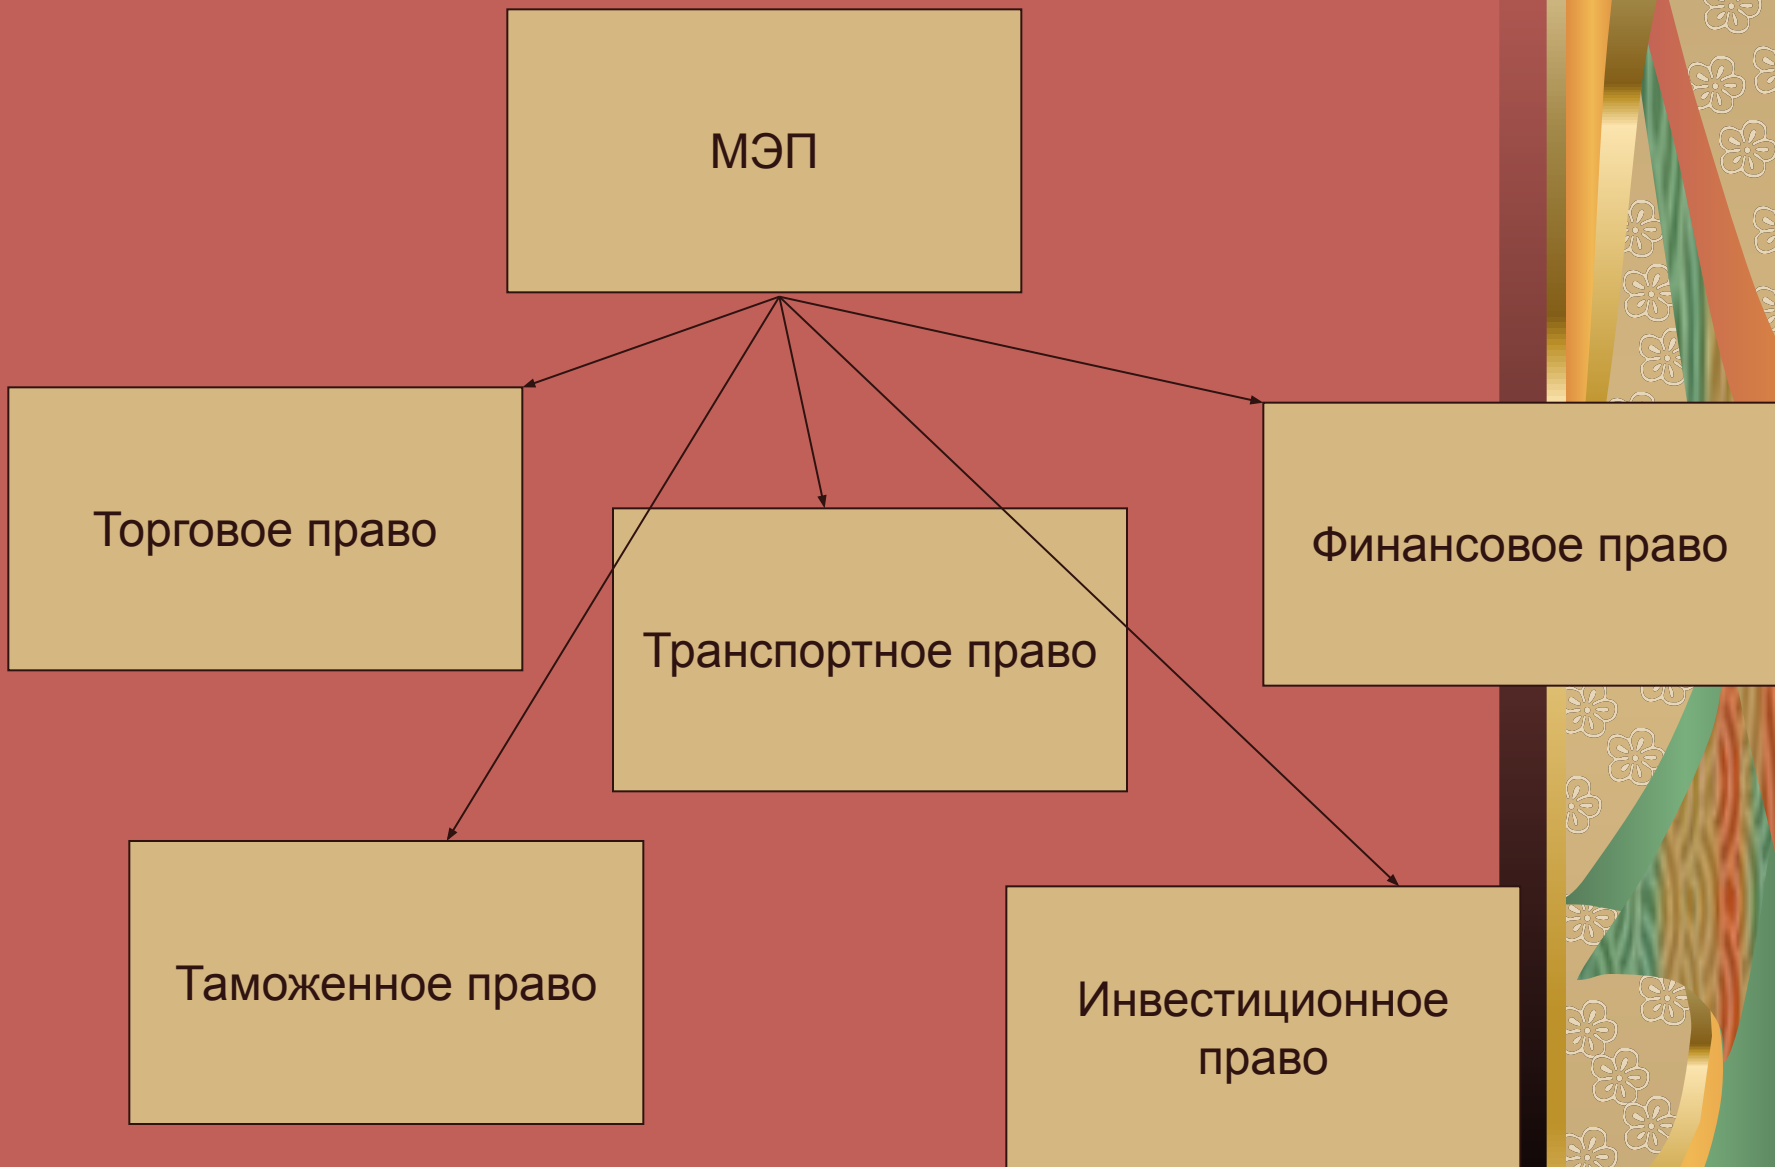 МЭП
Торговое право
Финансовое право
Транспортное право
Таможенное право
Инвестиционное
право